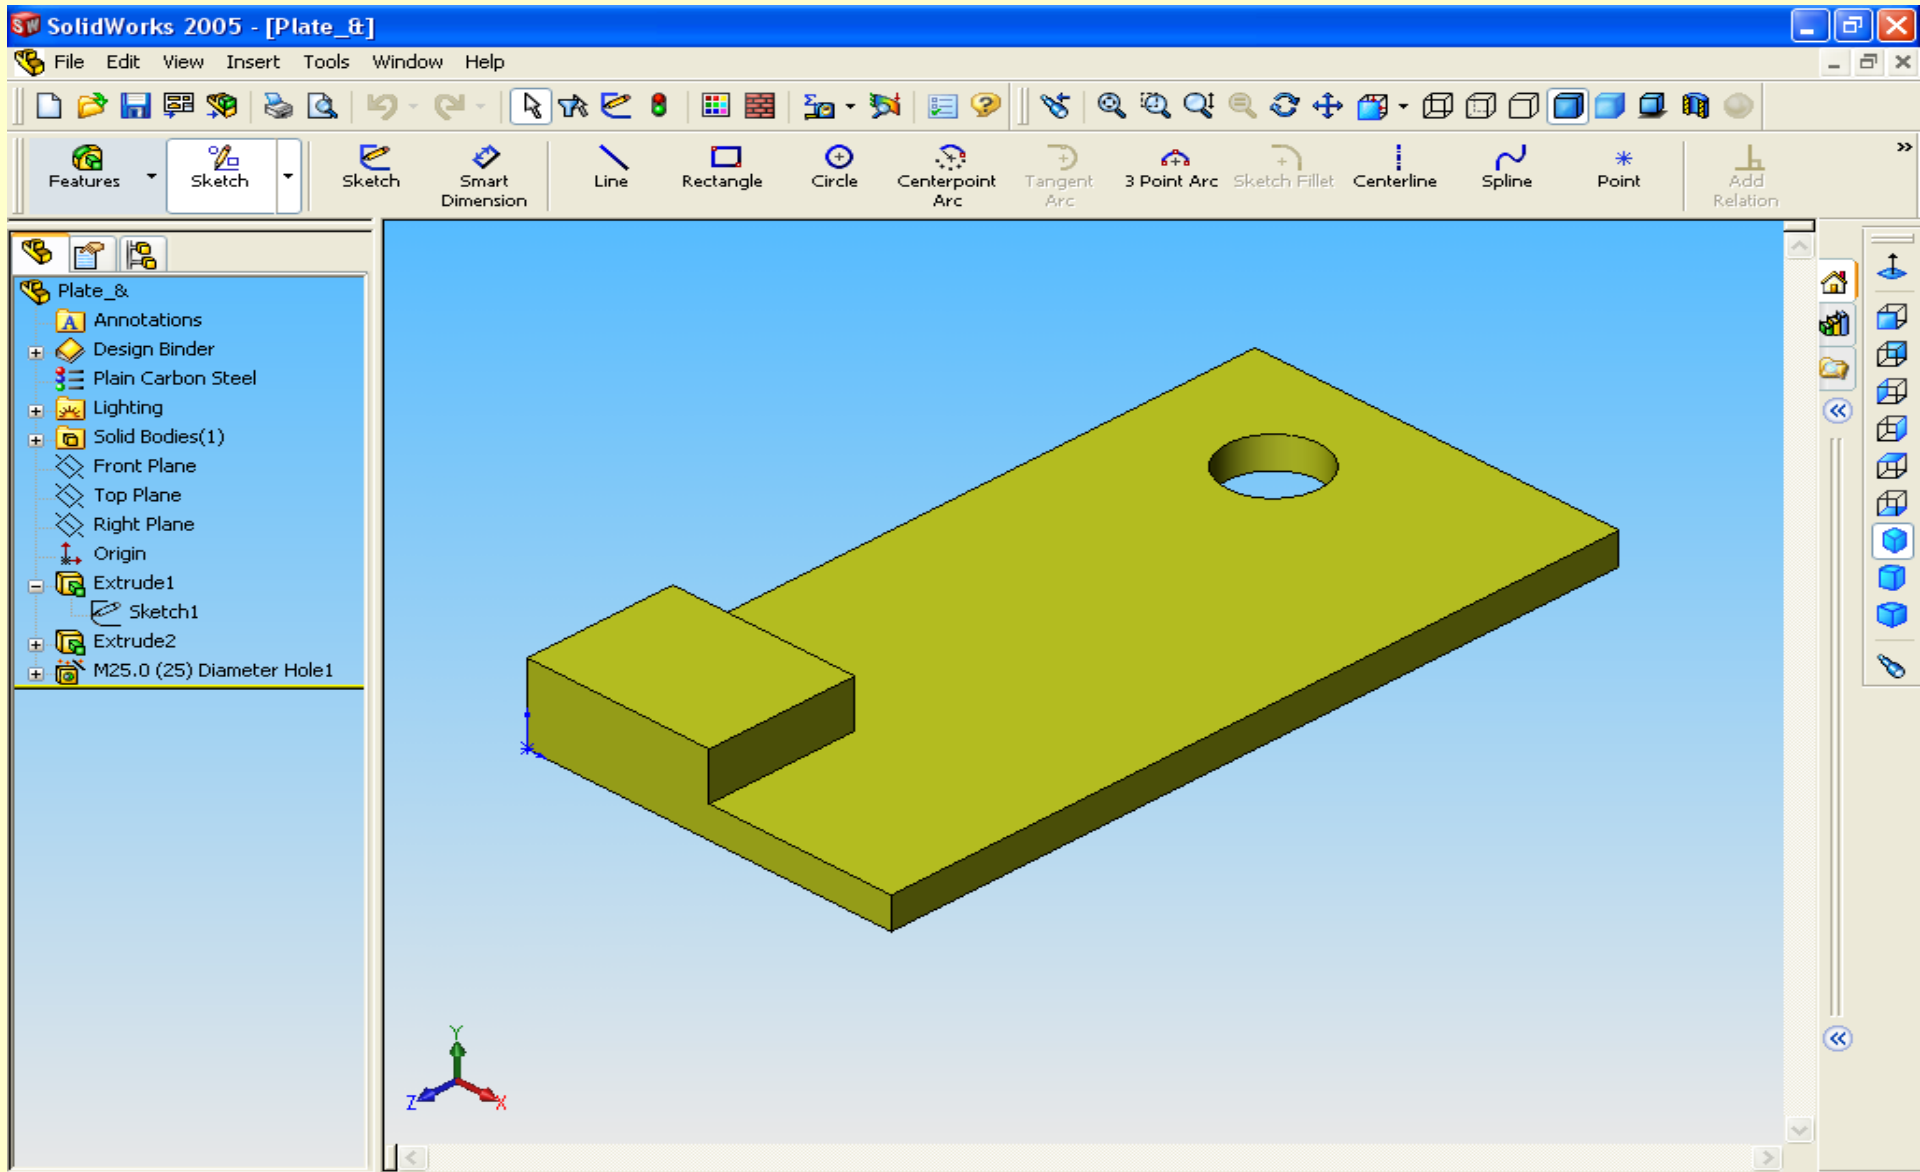 SolidWorks 2005 - [Plate_&]
File Edit View Insert Tools Window Help
Features Sketch Sketch Smart Dimension Line Rectangle Circle Centerpoint Arc Tangent Arc 3 Point Arc Sketch Fillet Centerline Spline Point Add Relation
Plate_&
Annotations
Design Binder
Plain Carbon Steel
Lighting
Solid Bodies(1)
Front Plane
Top Plane
Right Plane
Origin
Extrude1
Sketch1
Extrude2
M25.0 (25) Diameter Hole1
Y
Z X